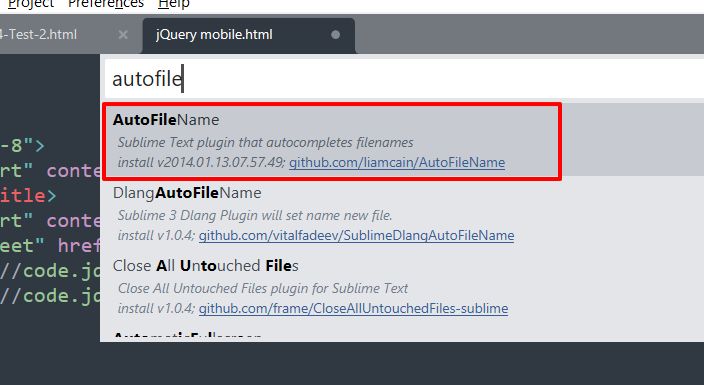 Project Preferences Help
4-Test-2.html × jQuery mobile.html
autofile
AutoFileName
Sublime Text plugin that autocompletes filenames
install v2014.01.13.07.57.49; github.com/liamcain/AutoFileName
DlangAutoFileName
Sublime 3 Dlang Plugin will set name new file.
install v1.0.4; github.com/vitalfadeev/SublimeDlangAutoFileName
Close All Untouched Files
Close All Untouched Files plugin for Sublime Text
install v1.0.4; github.com/frame/CloseAllUntouchedFiles-sublime
AutomaticFullscreen
-8">
rt" conte
itle>
rt" conte
eet" href
//code.jd
//code.jd